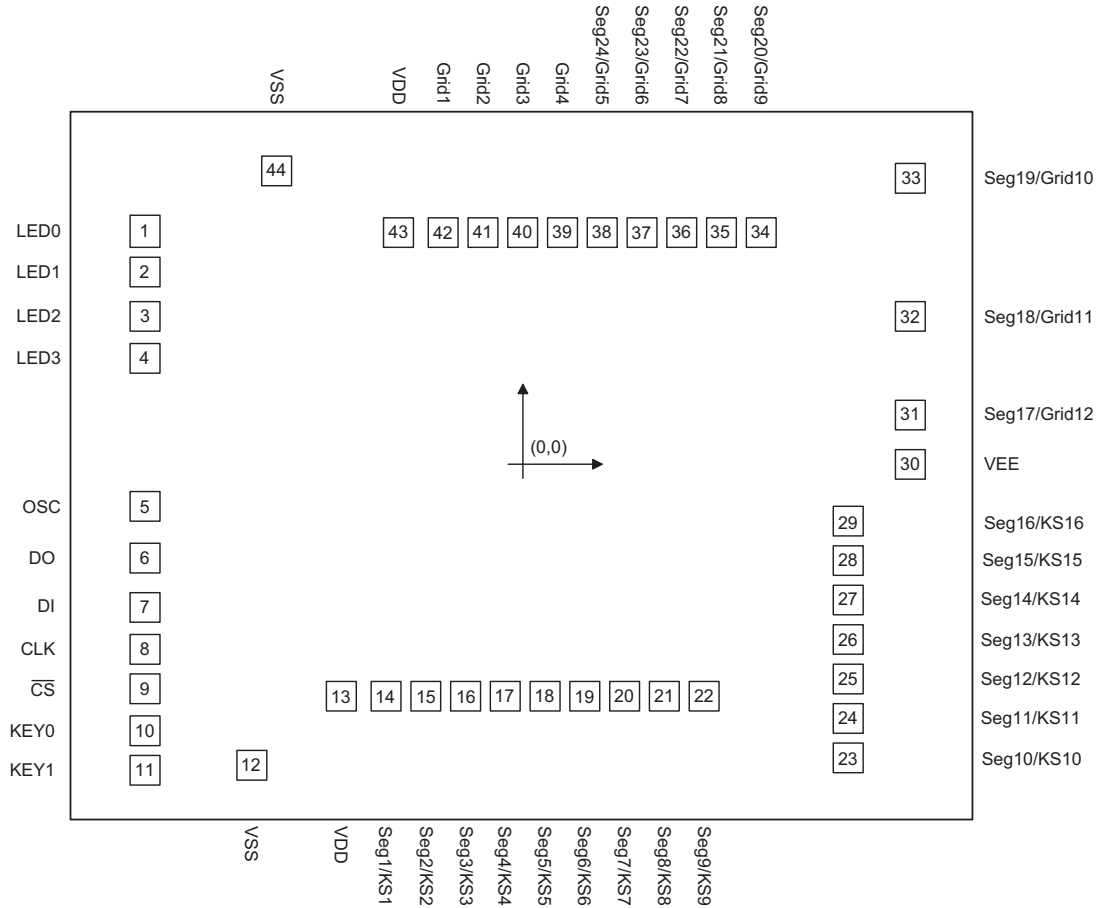 VSS
VDD
Grid1
Grid2
Grid3
Grid4
Seg24/Grid5
Seg23/Grid6
Seg22/Grid7
Seg21/Grid8
Seg20/Grid9
44
33 Seg19/Grid10
LED0 1
43 42 41 40 39 38 37 36 35 34
LED1 2
LED2 3
32 Seg18/Grid11
LED3 4
31 Seg17/Grid12
(0,0)
30 VEE
OSC 5
29 Seg16/KS16
DO 6
28 Seg15/KS15
DI 7
27 Seg14/KS14
CLK 8
26 Seg13/KS13
CS 9
25 Seg12/KS12
13 14 15 16 17 18 19 20 21 22
KEY0 10
24 Seg11/KS11
KEY1 11
12
23 Seg10/KS10
VSS
VDD
Seg1/KS1
Seg2/KS2
Seg3/KS3
Seg4/KS4
Seg5/KS5
Seg6/KS6
Seg7/KS7
Seg8/KS8
Seg9/KS9